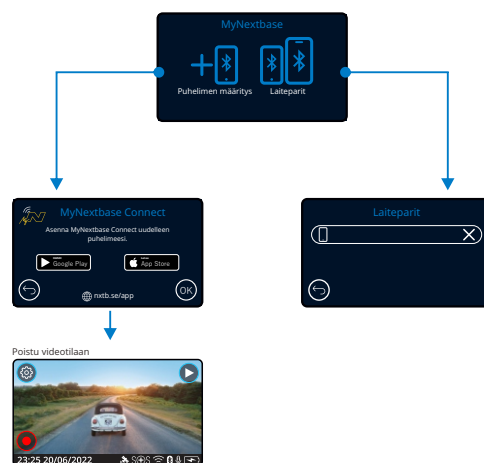 MyNextbase
Puhelimen määritys
Laiteparit
MyNextbase Connect
Asenna MyNextbase Connect uudelleen
puhelimeesi.
Google Play
App Store
nxtb.se/app
OK
Laiteparit
Poistu videotilaan
23:25 20/06/2022
SOS